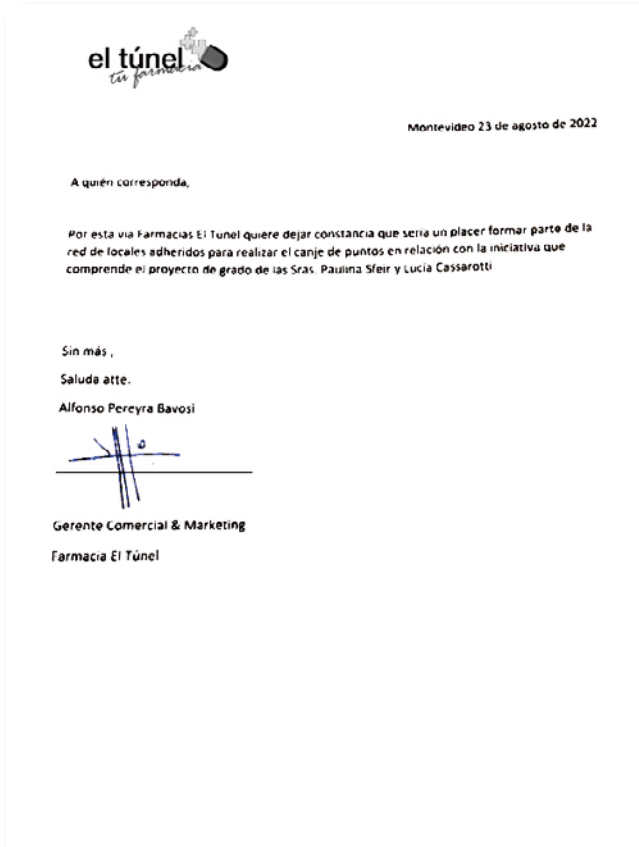 el túnel
tu farmacia
Montevideo 23 de agosto de 2022
A quién corresponda,
Por esta via Farmacias El Tunel quiere dejar constancia que seria un placer formar parte de la
red de locales adheridos para realizar el canje de puntos en relación con la iniciativa que
comprende el proyecto de grado de las Sras. Paulina Sfeir y Lucía Cassarotti
Sin más ,
Saluda atte.
Alfonso Pereyra Bavosi
Gerente Comercial & Marketing
Farmacia El Túnel